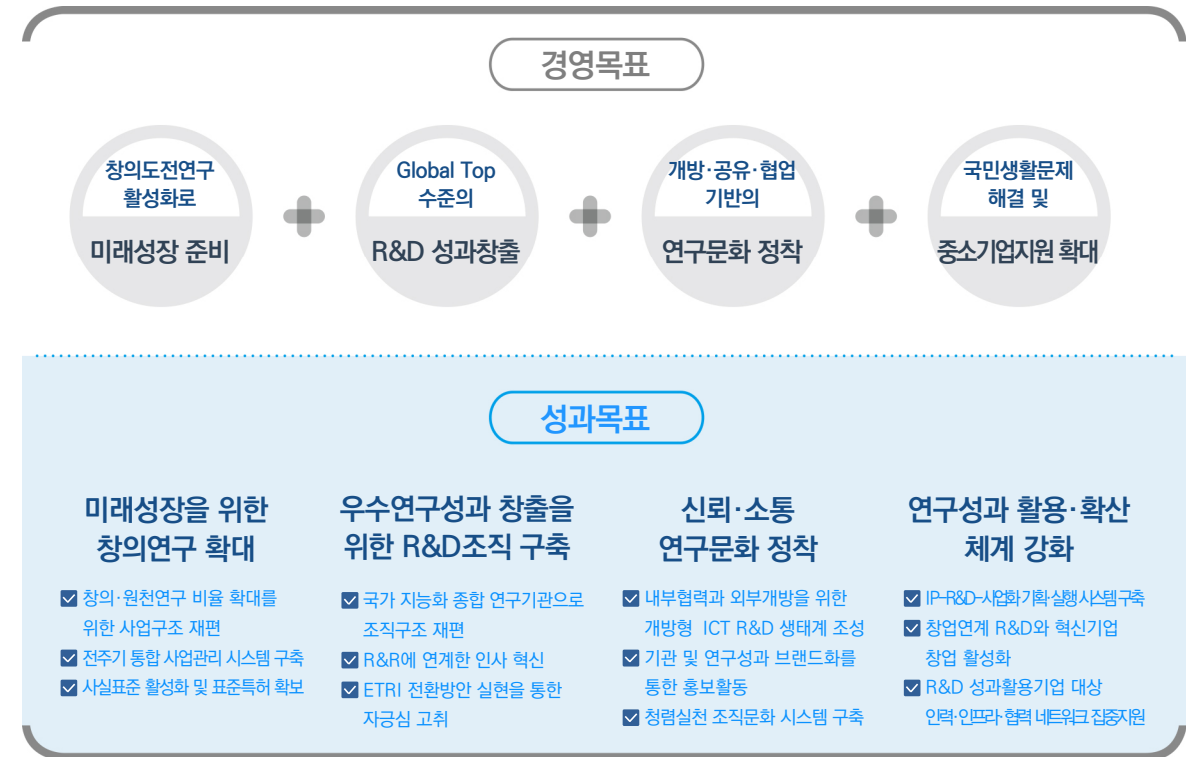 경영목표
창의도전연구
활성화로
미래성장 준비
Global Top
수준의
R&D 성과창출
개방·공유·협업
기반의
연구문화 정착
국민생활문제
해결 및
중소기업지원 확대
성과목표
미래성장을 위한
창의연구 확대
창의·원천연구 비율 확대를
위한 사업구조 재편
전주기 통합 사업관리 시스템 구축
사실표준 활성화 및 표준특허 확보
우수연구성과 창출을
위한 R&D조직 구축
국가 지능화 종합 연구기관으로
조직구조 재편
R&R에 연계한 인사 혁신
ETRI 전환방안 실현을 통한
자긍심 고취
신뢰·소통
연구문화 정착
내부협력과 외부개방을 위한
개방형 ICT R&D 생태계 조성
기관 및 연구성과 브랜드화를
통한 홍보활동
청렴실천 조직문화 시스템 구축
연구성과 활용·확산
체계 강화
IP-R&D-사업화 기획·실행 시스템 구축
창업연계 R&D와 혁신기업
창업 활성화
R&D 성과활용기업 대상
인력·인프라·협력 네트워크 집중지원